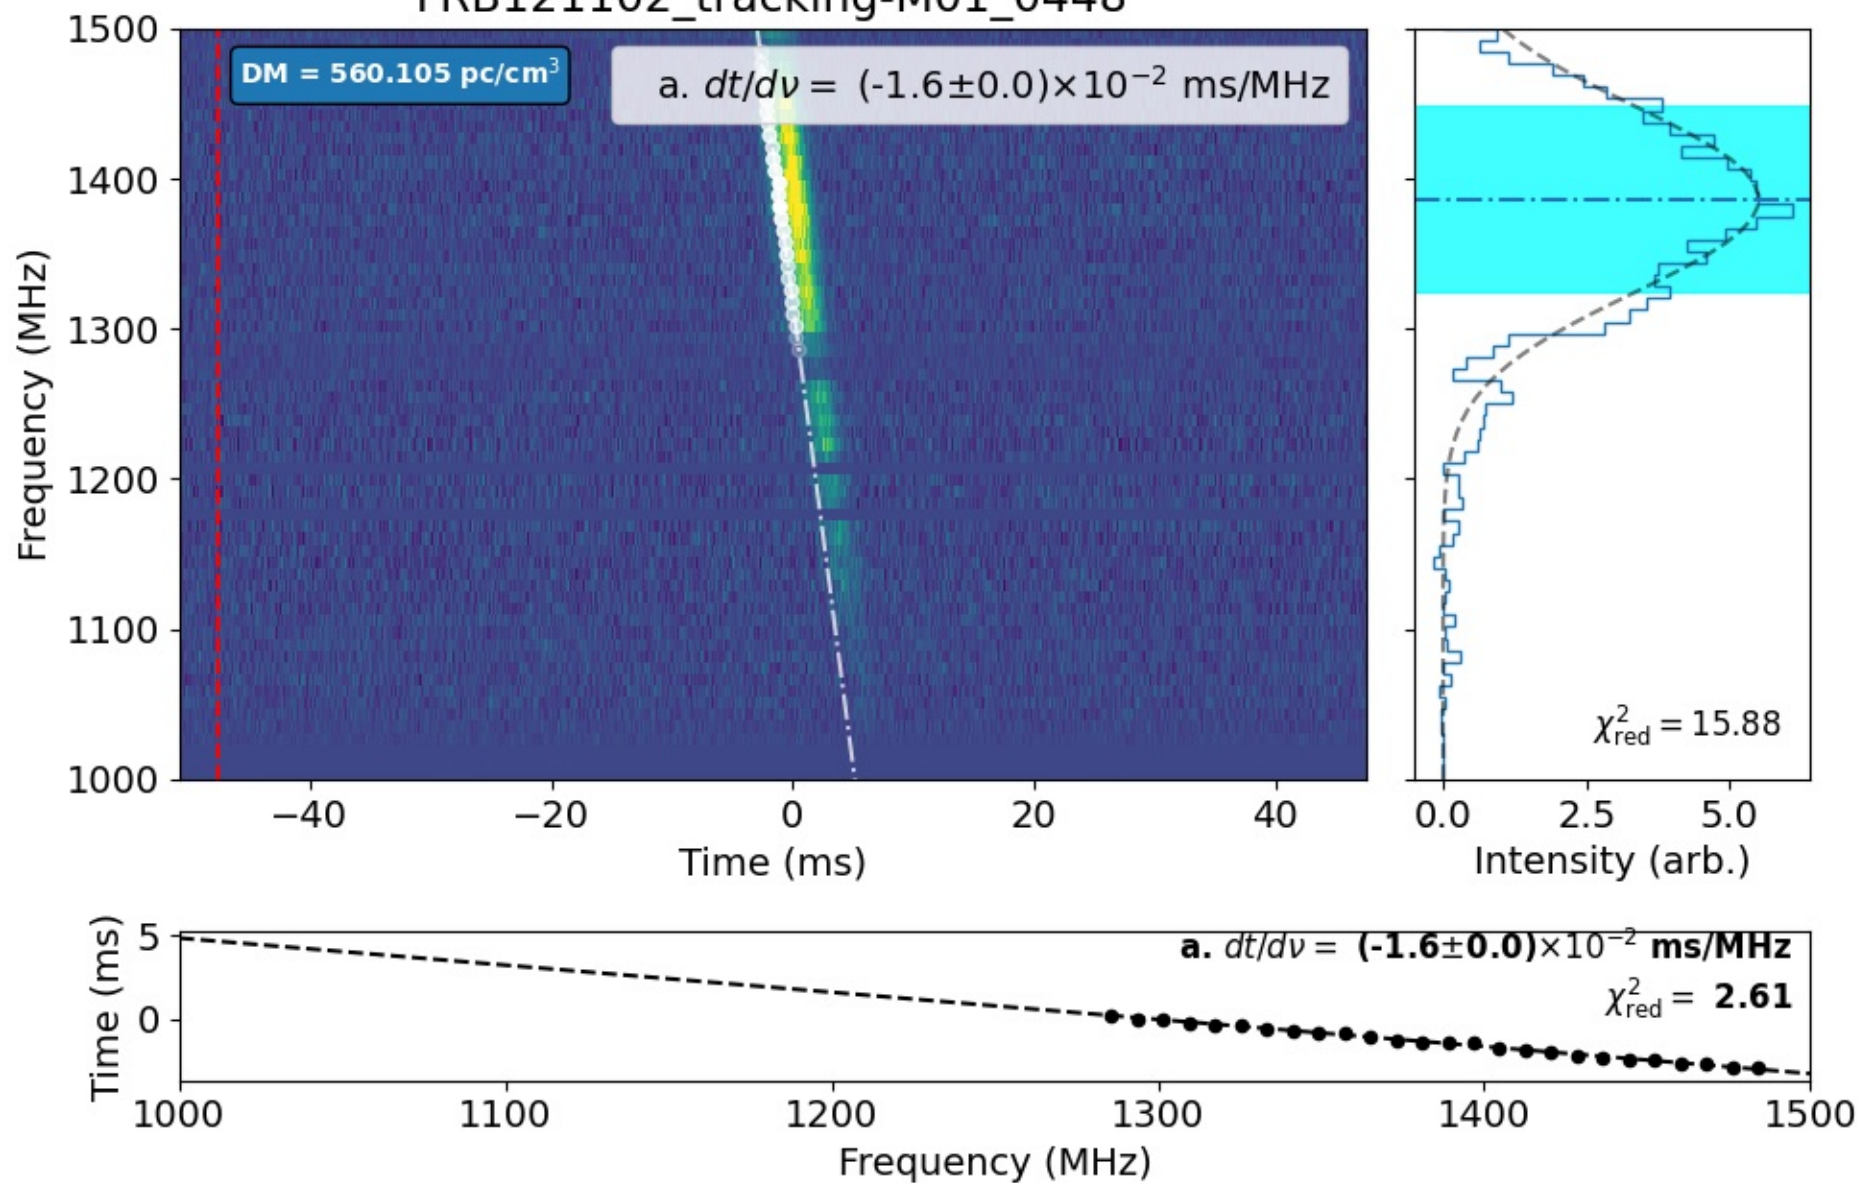 FRB121102_tracking-M01_0448
DM = 560.105 pc/cm³
a. dt/dν = (-1.6±0.0)×10⁻² ms/MHz
1500
1400
1300
1200
1100
1000
Frequency (MHz)
−40 −20 0 20 40
Time (ms)
χ²red = 15.88
0.0 2.5 5.0
Intensity (arb.)
a. dt/dν = (-1.6±0.0)×10⁻² ms/MHz
χ²red = 2.61
5
0
Time (ms)
1000 1100 1200 1300 1400 1500
Frequency (MHz)